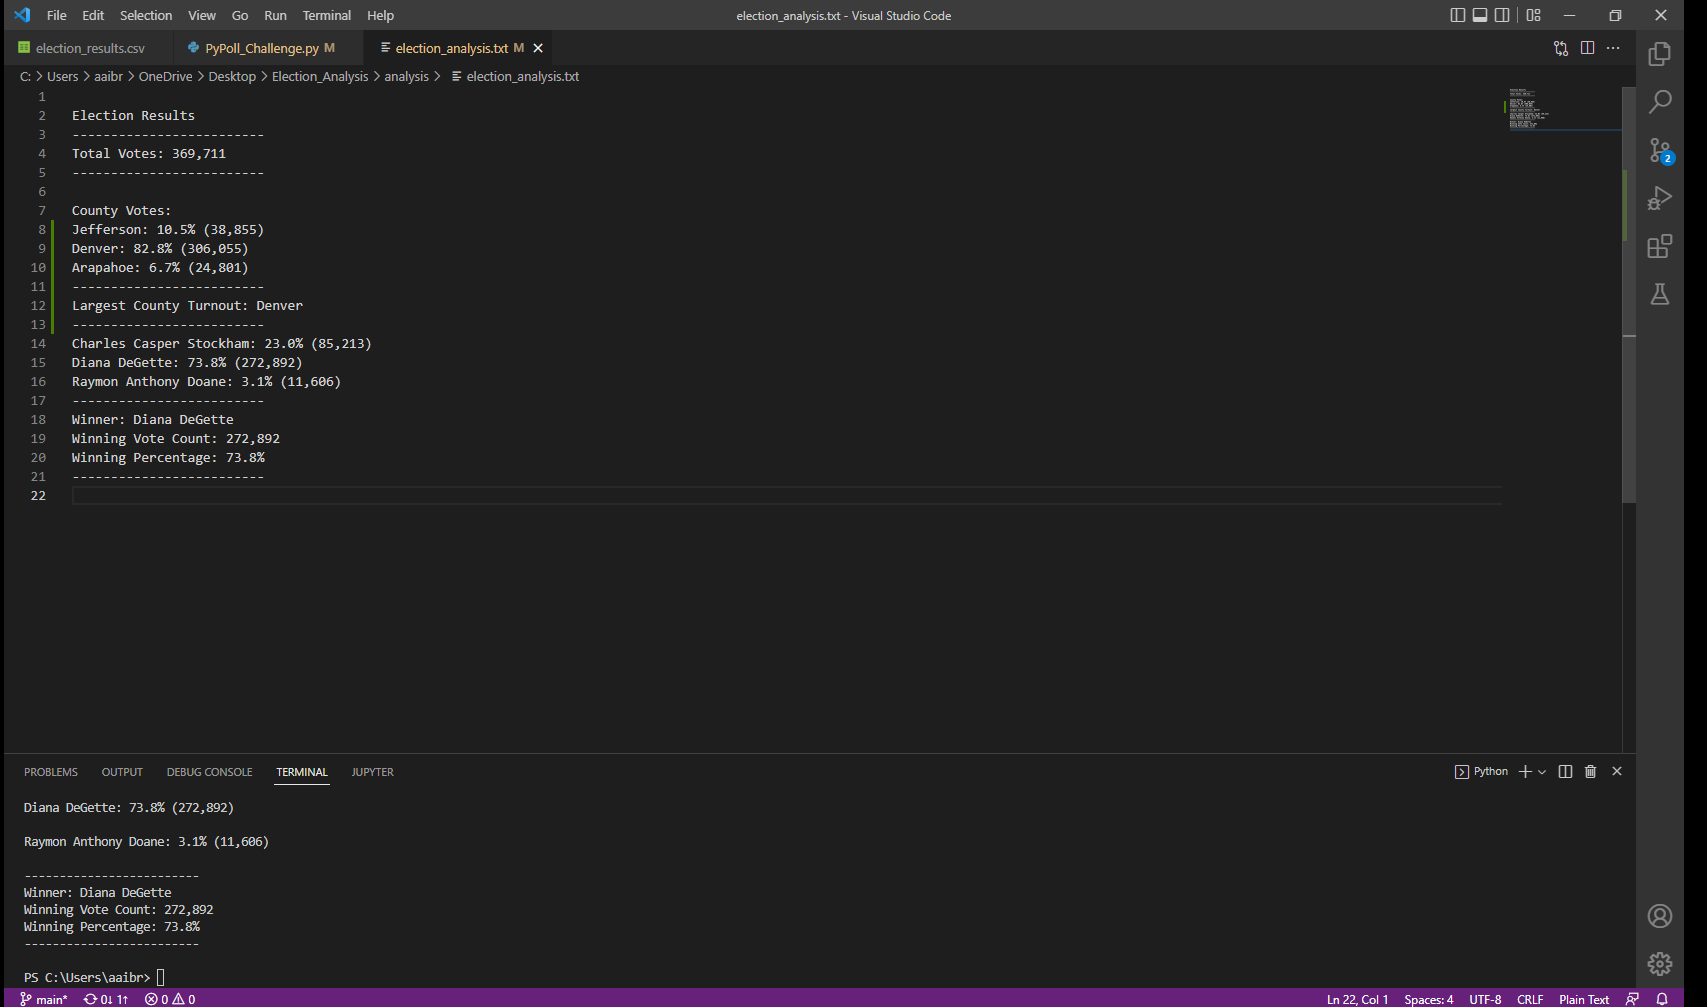 File Edit Selection View Go Run Terminal Help
election_analysis.txt - Visual Studio Code
election_results.csv
PyPoll_Challenge.py M
election_analysis.txt M
C: > Users > aaibr > OneDrive > Desktop > Election_Analysis > analysis > election_analysis.txt
1
2 Election Results
3 -------------------------
4 Total Votes: 369,711
5 -------------------------
6
7 County Votes:
8 Jefferson: 10.5% (38,855)
9 Denver: 82.8% (306,055)
10 Arapahoe: 6.7% (24,801)
11 -------------------------
12 Largest County Turnout: Denver
13 -------------------------
14 Charles Casper Stockham: 23.0% (85,213)
15 Diana DeGette: 73.8% (272,892)
16 Raymon Anthony Doane: 3.1% (11,606)
17 -------------------------
18 Winner: Diana DeGette
19 Winning Vote Count: 272,892
20 Winning Percentage: 73.8%
21 -------------------------
22
2
PROBLEMS OUTPUT DEBUG CONSOLE TERMINAL JUPYTER
Python
Diana DeGette: 73.8% (272,892)
Raymon Anthony Doane: 3.1% (11,606)
-------------------------
Winner: Diana DeGette
Winning Vote Count: 272,892
Winning Percentage: 73.8%
-------------------------
PS C:\Users\aaibr>
main* 0↓ 1↑ 0 0
Ln 22, Col 1 Spaces: 4 UTF-8 CRLF Plain Text